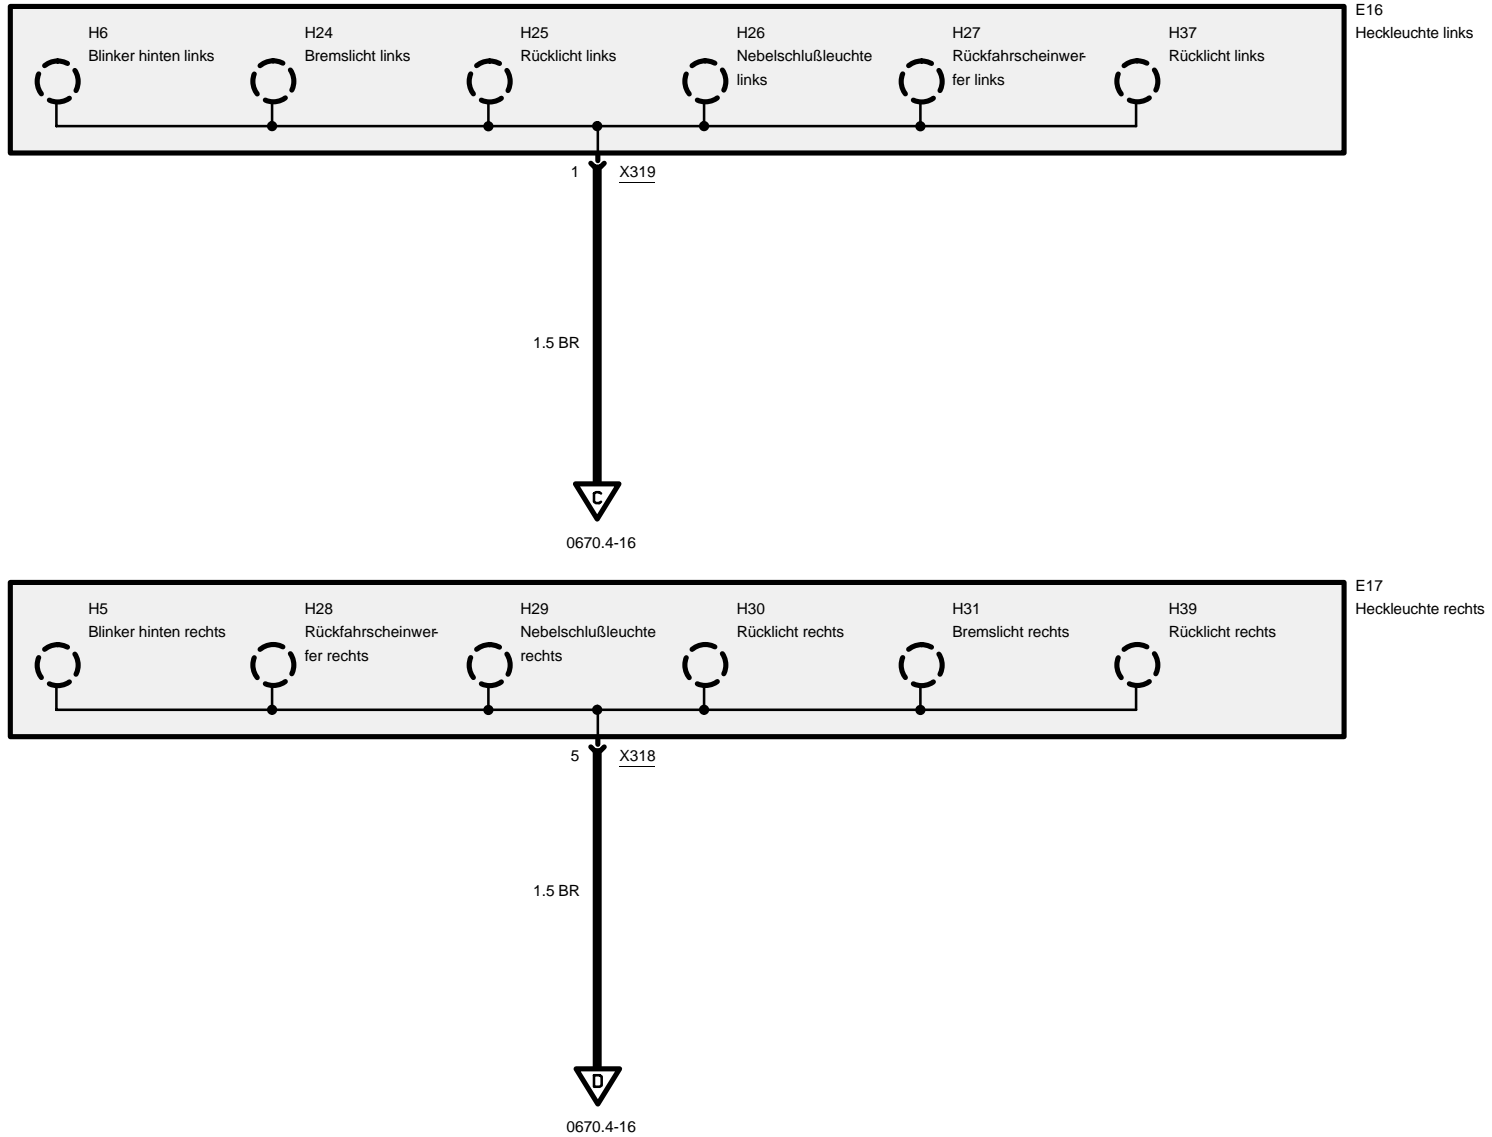 E16
Heckleuchte links
H6
Blinker hinten links
H24
Bremslicht links
H25
Rücklicht links
H26
Nebelschlußleuchte
links
H27
Rückfahrscheinwer-
fer links
H37
Rücklicht links
1
X319
1.5 BR
C
0670.4-16
E17
Heckleuchte rechts
H5
Blinker hinten rechts
H28
Rückfahrscheinwer-
fer rechts
H29
Nebelschlußleuchte
rechts
H30
Rücklicht rechts
H31
Bremslicht rechts
H39
Rücklicht rechts
5
X318
1.5 BR
D
0670.4-16